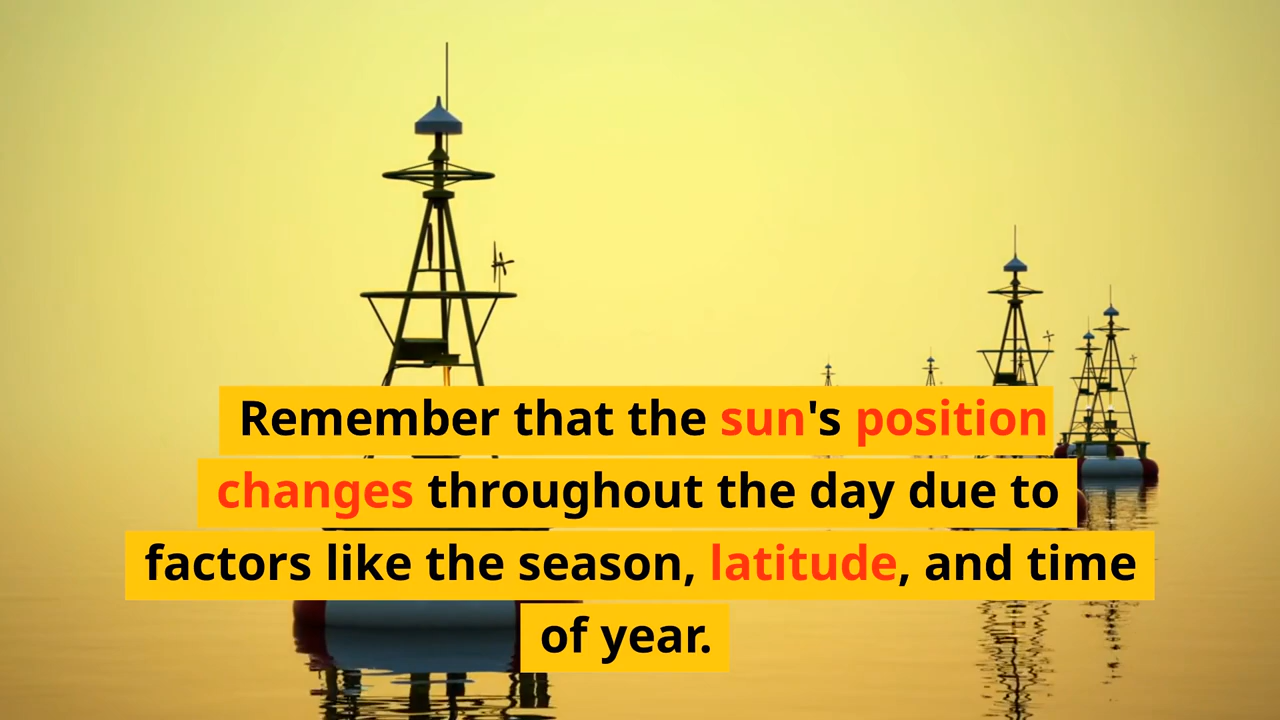 Remember that the sun's position
changes throughout the day due to
factors like the season, latitude, and time
of year.